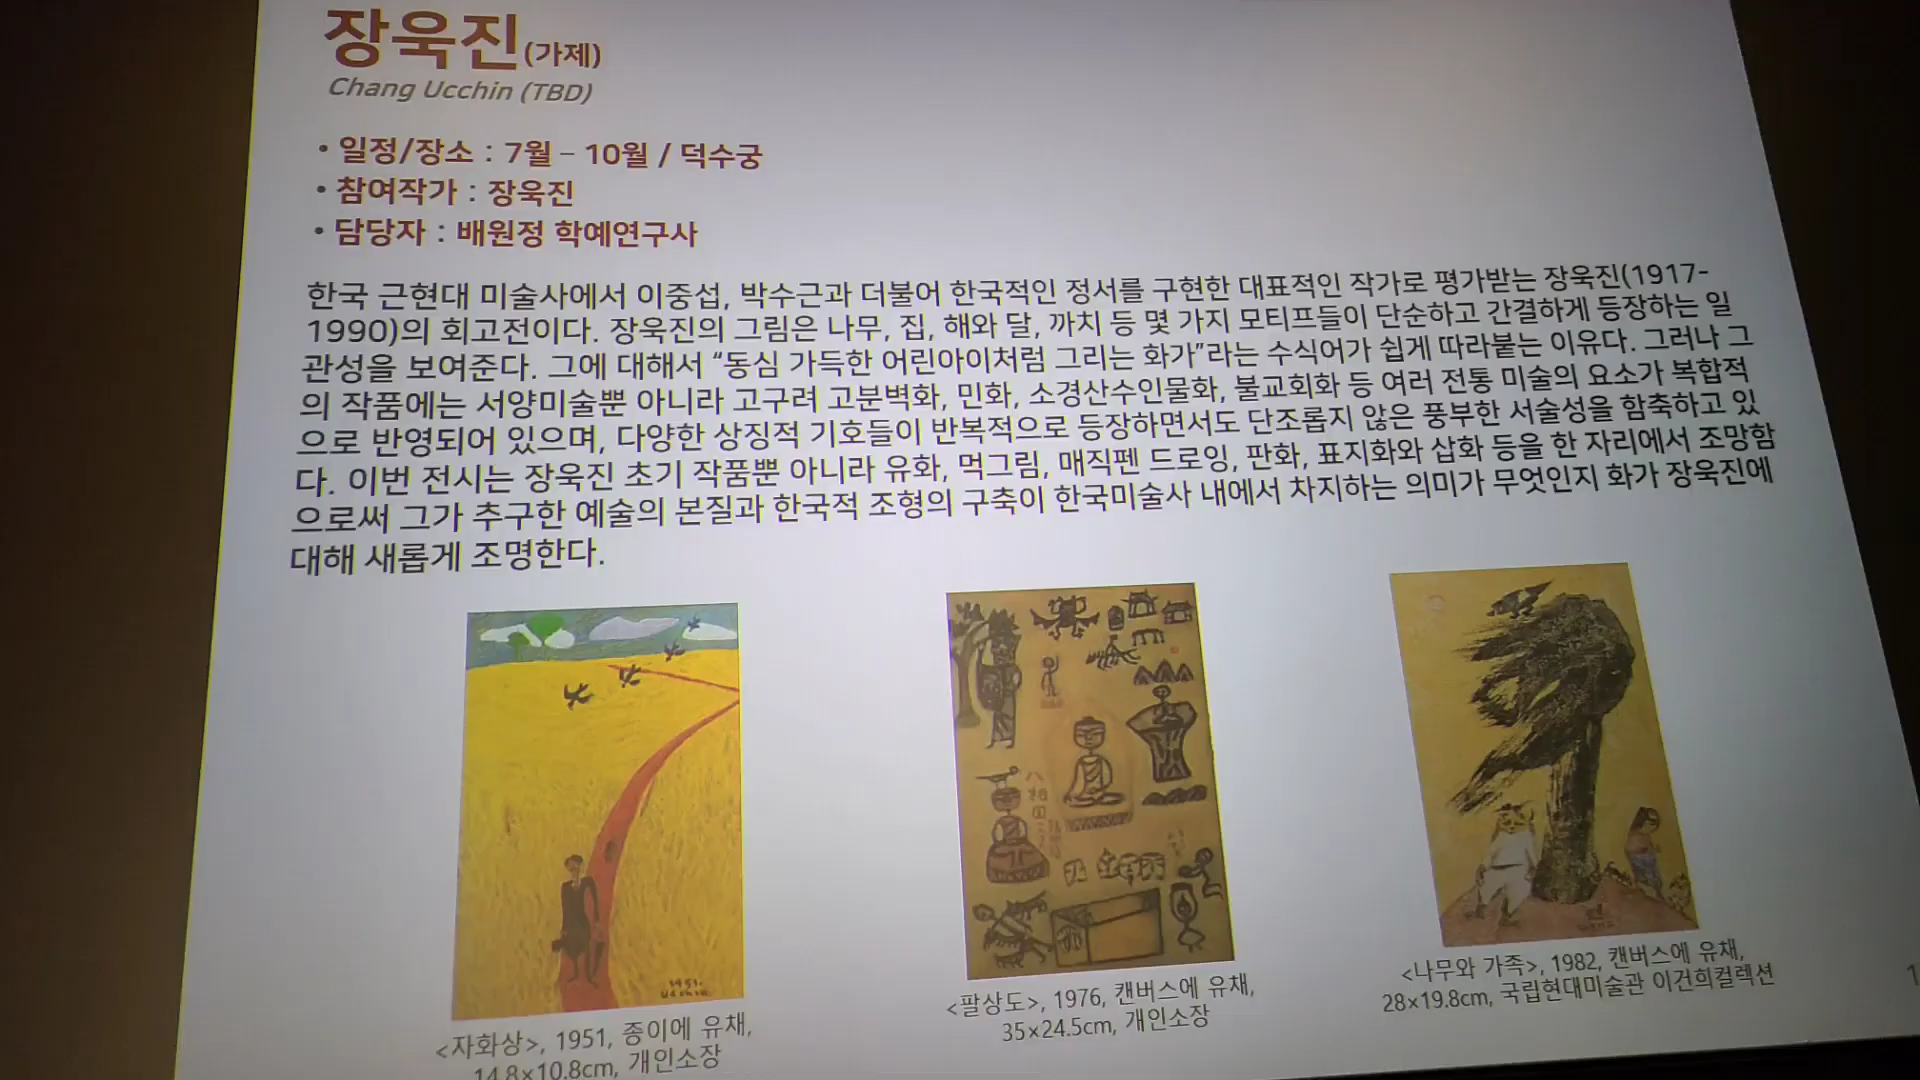 장욱진(가제)
Chang Ucchin (TBD)
• 일정/장소 : 7월 – 10월 / 덕수궁
• 참여작가 : 장욱진
• 담당자 : 배원정 학예연구사
한국 근현대 미술사에서 이중섭, 박수근과 더불어 한국적인 정서를 구현한 대표적인 작가로 평가받는 장욱진(1917-
1990)의 회고전이다. 장욱진의 그림은 나무, 집, 해와 달, 까치 등 몇 가지 모티프들이 단순하고 간결하게 등장하는 일
관성을 보여준다. 그에 대해서 “동심 가득한 어린아이처럼 그리는 화가”라는 수식어가 쉽게 따라붙는 이유다. 그러나 그
의 작품에는 서양미술뿐 아니라 고구려 고분벽화, 민화, 소경산수인물화, 불교회화 등 여러 전통 미술의 요소가 복합적
으로 반영되어 있으며, 다양한 상징적 기호들이 반복적으로 등장하면서도 단조롭지 않은 풍부한 서술성을 함축하고 있
다. 이번 전시는 장욱진 초기 작품뿐 아니라 유화, 먹그림, 매직펜 드로잉, 판화, 표지화와 삽화 등을 한 자리에서 조망함
으로써 그가 추구한 예술의 본질과 한국적 조형의 구축이 한국미술사 내에서 차지하는 의미가 무엇인지 화가 장욱진에
대해 새롭게 조명한다.
1951.
UCCHIN.
<자화상>, 1951, 종이에 유채,
14.8×10.8cm, 개인소장
<팔상도>, 1976, 캔버스에 유채,
35×24.5cm, 개인소장
<나무와 가족>, 1982, 캔버스에 유채,
28×19.8cm, 국립현대미술관 이건희컬렉션